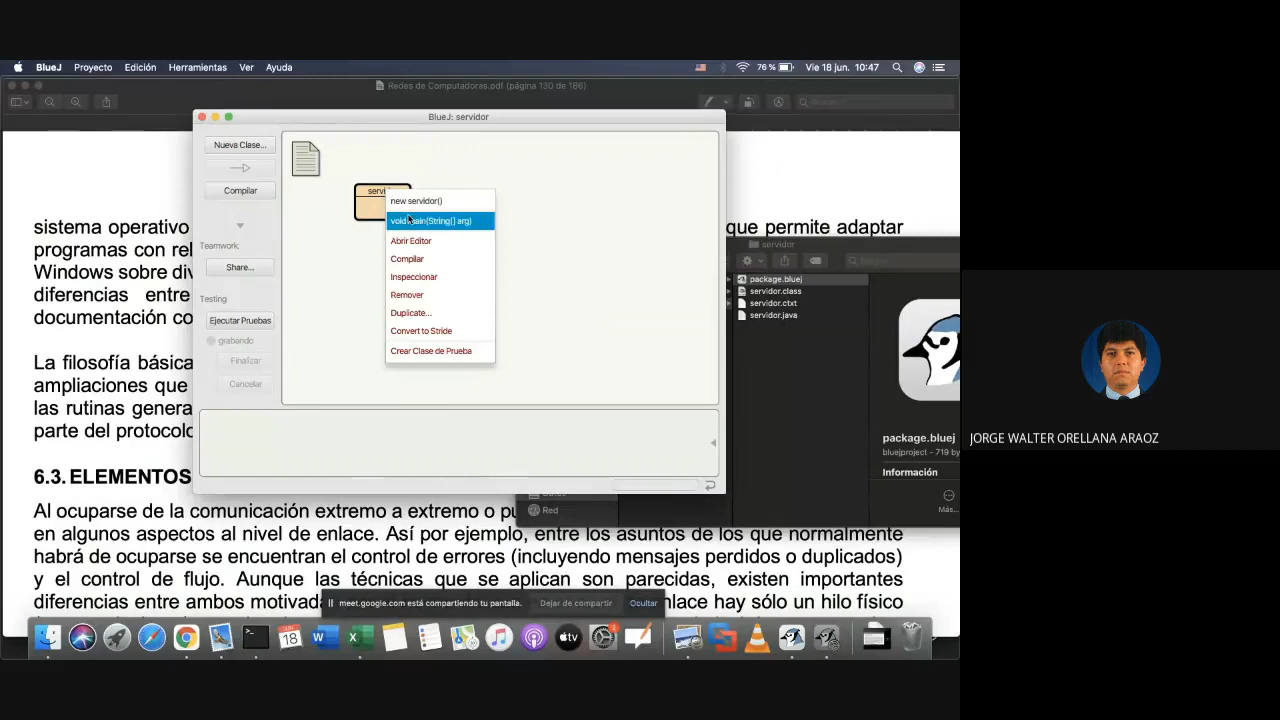 BlueJ Proyecto Edición Herramientas Ver Ayuda
76 % Vie 18 jun. 10:47
Redes de Computadoras.pdf (página 130 de 186)
Buscar
BlueJ: servidor
Nueva Clase...
Compilar
Teamwork:
Share...
Testing
Ejecutar Pruebas
grabando
Finalizar
Cancelar
new servidor()
void main(String[] arg)
Abrir Editor
Compilar
Inspeccionar
Remover
Duplicate...
Convert to Stride
Crear Clase de Prueba
servidor
package.bluej
servidor.class
servidor.ctxt
servidor.java
package.bluej
bluejproject - 719 by
Información
Más...
Red
sistema operativo que permite adaptar
programas con
Windows sobre
diferencias entre
documentación
La filosofía básica
ampliaciones que
las rutinas
parte del protocolo
6.3. ELEMENTOS
Al ocuparse de la comunicación extremo a extremo o
en algunos aspectos al nivel de enlace. Así por ejemplo, entre los asuntos de los que normalmente
habrá de ocuparse se encuentran el control de errores (incluyendo mensajes perdidos o duplicados)
y el control de flujo. Aunque las técnicas que se aplican son parecidas, existen importantes
diferencias entre ambos hay sólo un hilo físico
meet.google.com está compartiendo tu pantalla. Dejar de compartir Ocultar
JUN
18
tv
JORGE WALTER ORELLANA ARAOZ